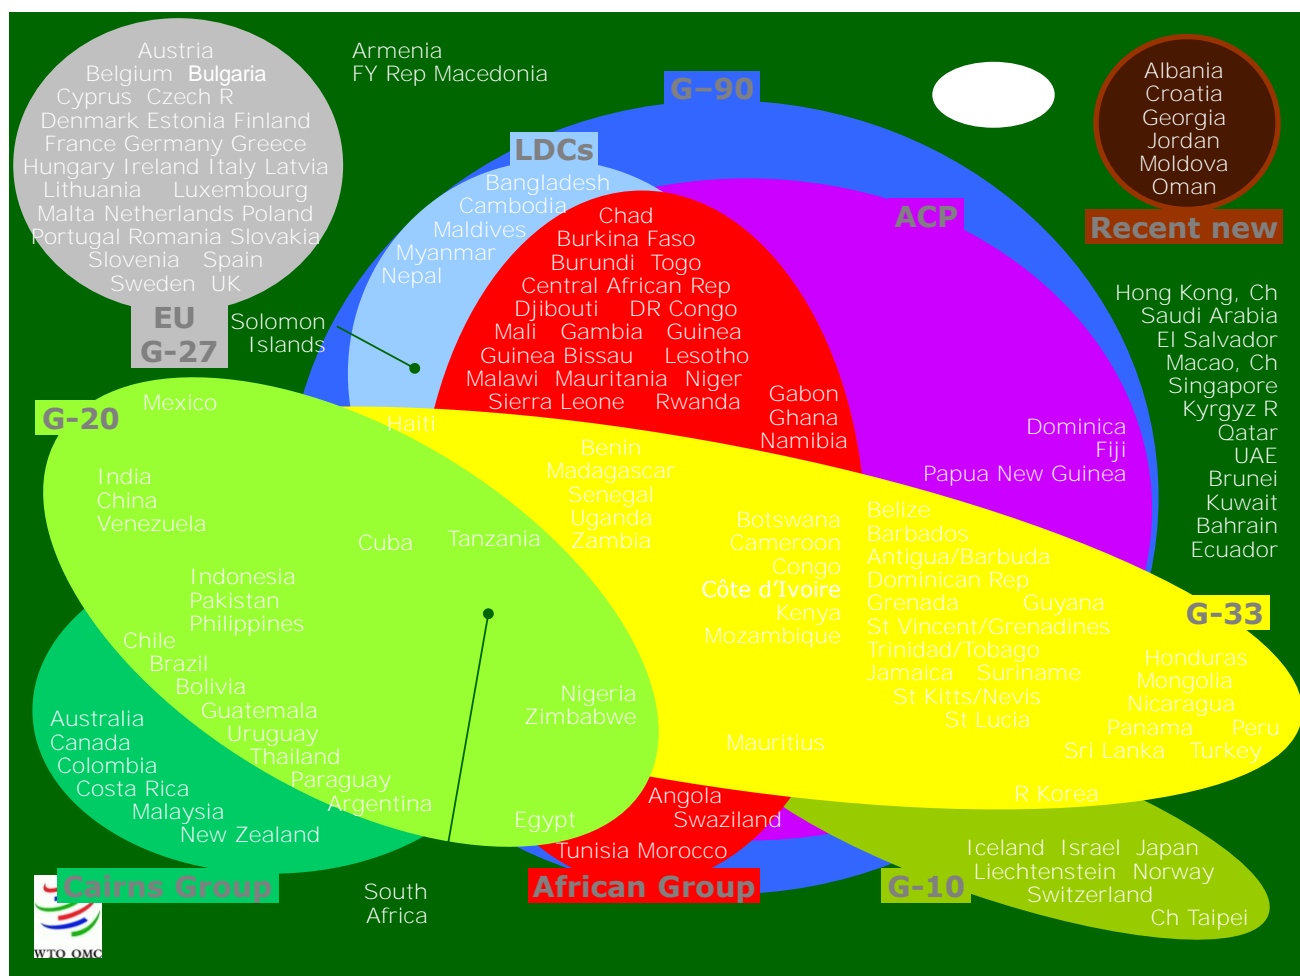 Austria
Belgium Bulgaria
Cyprus Czech R
Denmark Estonia Finland
France Germany Greece
Hungary Ireland Italy Latvia
Lithuania Luxembourg
Malta Netherlands Poland
Portugal Romania Slovakia
Slovenia Spain
Sweden UK
EU
G-27
Armenia
FY Rep Macedonia
G–90
LDCs
Bangladesh
Cambodia
Maldives
Myanmar
Nepal
Solomon
Islands
ACP
Albania
Croatia
Georgia
Jordan
Moldova
Oman
Recent new
Chad
Burkina Faso
Burundi Togo
Central African Rep
Djibouti DR Congo
Mali Gambia Guinea
Guinea Bissau Lesotho
Malawi Mauritania Niger
Sierra Leone Rwanda
Gabon
Ghana
Namibia
Dominica
Fiji
Papua New Guinea
Hong Kong, Ch
Saudi Arabia
El Salvador
Macao, Ch
Singapore
Kyrgyz R
Qatar
UAE
Brunei
Kuwait
Bahrain
Ecuador
G-20
Mexico
India
China
Venezuela
Haiti
Cuba
Tanzania
Benin
Madagascar
Senegal
Uganda
Zambia
Botswana
Cameroon
Congo
Côte d’Ivoire
Kenya
Mozambique
Belize
Barbados
Antigua/Barbuda
Dominican Rep
Grenada Guyana
St Vincent/Grenadines
Trinidad/Tobago
Jamaica Suriname
St Kitts/Nevis
St Lucia
G-33
Honduras
Mongolia
Nicaragua
Panama Peru
Sri Lanka Turkey
R Korea
Indonesia
Pakistan
Philippines
Chile
Brazil
Bolivia
Guatemala
Uruguay
Thailand
Paraguay
Argentina
Nigeria
Zimbabwe
Mauritius
Egypt
Australia
Canada
Colombia
Costa Rica
Malaysia
New Zealand
Angola
Swaziland
Tunisia Morocco
Iceland Israel Japan
Liechtenstein Norway
Switzerland
Ch Taipei
Cairns Group
South
Africa
African Group
G-10
WTO OMC